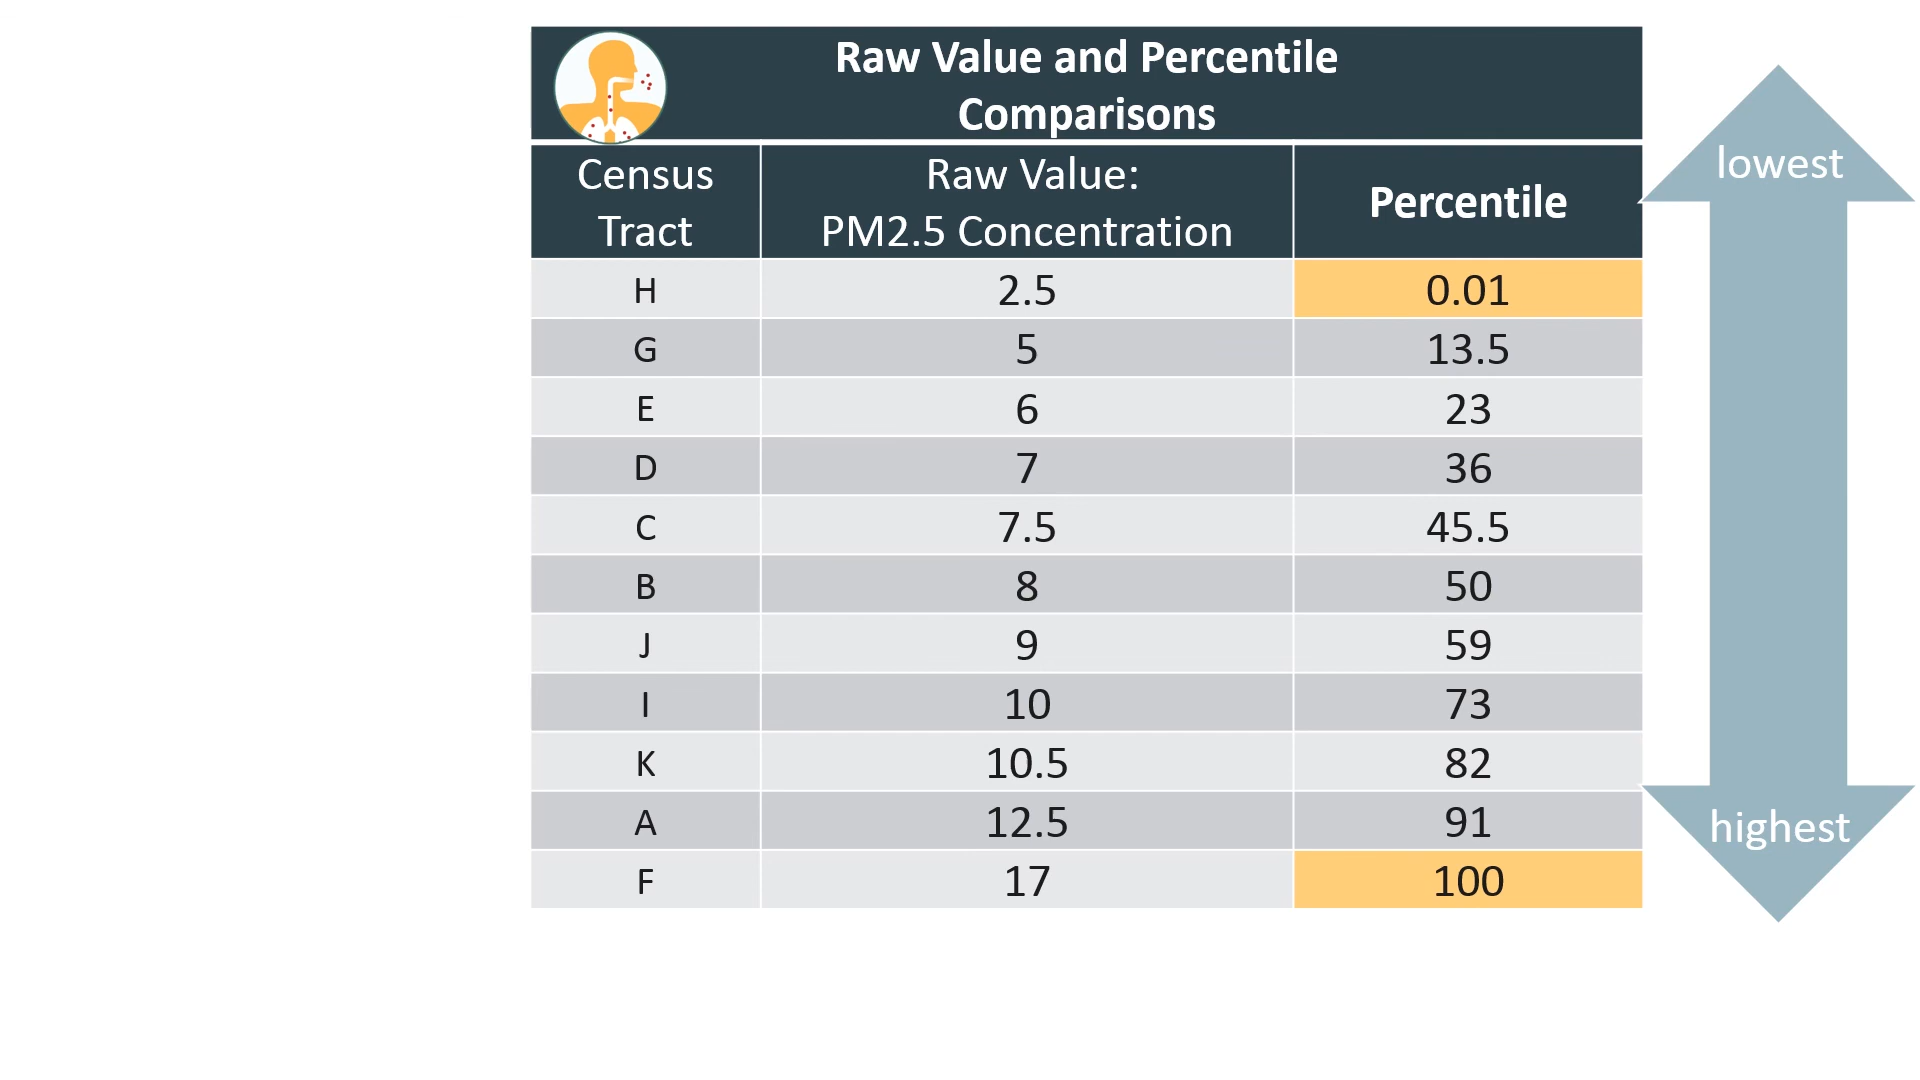 Raw Value and Percentile
Comparisons
Census
Tract
Raw Value:
PM2.5 Concentration
Percentile
lowest
H 2.5 0.01
G 5 13.5
E 6 23
D 7 36
C 7.5 45.5
B 8 50
J 9 59
I 10 73
K 10.5 82
A 12.5 91
F 17 100
highest